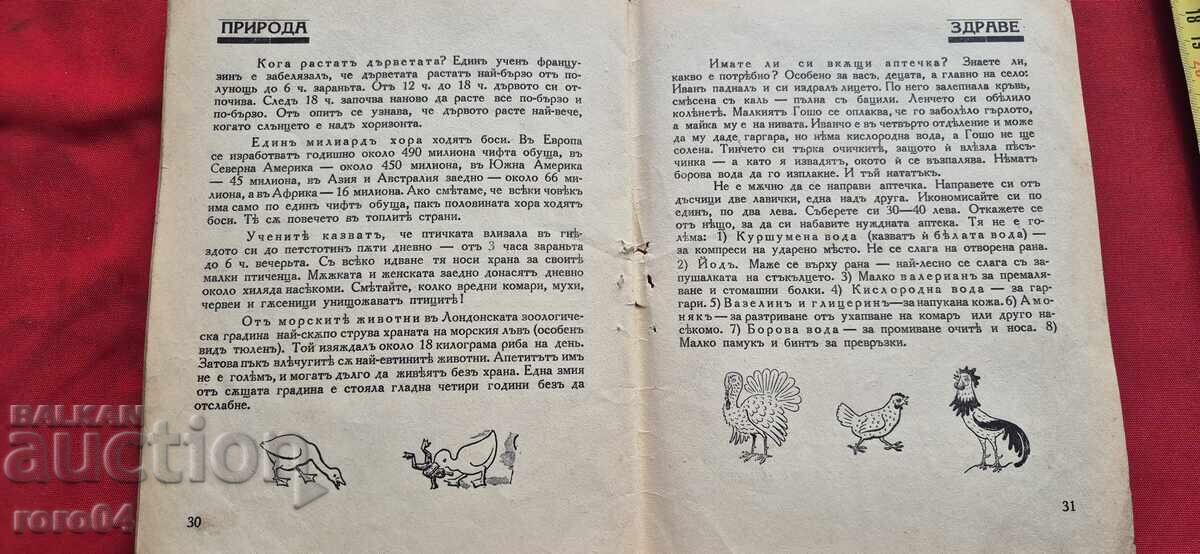 ПРИРОДА
Кога растатъ дърветата? Единъ ученъ францу-
зинъ е забелязалъ, че дърветата растатъ най-бързо отъ по-
лунощь до 6 ч. зараньта. Отъ 12 ч. до 18 ч. дървото си от-
почива. Следъ 18 ч. започва наново да расте все по-бързо и
по-бързо. Отъ опитъ се узнава, че дървото расте най-вече,
когато слънцето е надъ хоризонта.
Единъ милиардъ хора ходятъ боси. Въ Европа
се изработватъ годишно около 490 милиона чифта обуща, въ
Северна Америка — около 450 милиона, въ Южна Америка
— 45 милиона, въ Азия и Австралия заедно — около 66 ми-
лиона, а въ Африка — 16 милиона. Ако смѣтаме, че всѣки човѣкъ
има само по единъ чифтъ обуща, пакъ половината хора ходятъ
боси. Тѣ сѫ повечето въ топлитѣ страни.
Ученитѣ казватъ, че птичката влизала въ гнѣ-
здото си до петстотинъ пѫти дневно — отъ 3 часа зараньта
до 6 ч. вечерьта. Съ всѣко идване тя носи храна за своитѣ
малки птиченца. Мѫжката и женската заедно донасятъ дневно
около хиляда насѣкоми. Смѣтайте, колко вредни комари, мухи,
червеи и гѫсеници унищожаватъ птицитѣ!
Отъ морскитѣ животни въ Лондонската зоологиче-
ска градина най-скѫпо струва храната на морския лъвъ (особенъ
видъ тюленъ). Той изяждалъ около 18 килограма риба на день.
Затова пъкъ влѣчугитѣ сѫ най-евтинитѣ животни. Апетитътъ имъ
не е голѣмъ, и могатъ дълго да живѣятъ безъ храна. Една змия
отъ сѫщата градина е стояла гладна четири години безъ да
отслабне.
30
ЗДРАВЕ
Имате ли си вкѫщи аптечка? Знаете ли,
какво е потрѣбно? Особено за васъ, децата, а главно на село:
Иванъ падналъ и си издралъ лицето. По него залепнала кръвь,
смѣсена съ каль — пълна съ бацили. Ленчето си обѣлило
колѣнетѣ. Малкиятъ Гошо се оплаква, че го заболѣло гърлото,
а майка му е на нивата. Иванчо е въ четвърто отдѣление и може
да му даде гаргара, но нѣма кислородна вода, а Гошо не ще
солена. Тинчето си търка очичкитѣ, защото ѝ влѣзла пѣсъ-
чинка — а като я извадятъ, окото ѝ се възпалява. Нѣматъ
борова вода да го изплакне. И тъй нататъкъ.
Не е мѫчно да се направи аптечка. Направете си отъ
дъсчици две лавички, една надъ друга. Икономисайте си по
единъ, по два лева. Съберете си 30—40 лева. Откажете се
отъ нѣщо, за да си набавите нуждната аптека. Тя не е го-
лѣма: 1) Куршумена вода (казватъ ѝ бѣлата вода) —
за компреси на ударено мѣсто. Не се слага на отворена рана.
2) Йодъ. Маже се върху рана — най-лесно се слага съ за-
пушалката на стъкълцето. 3) Малко валерианъ за премаля-
ване и стомашни болки. 4) Кислородна вода — за гар-
гари. 5) Вазелинъ и глицеринъ — за напукана кожа. 6) Амо-
някъ — за разтриване отъ ухапване на комаръ или друго на-
сѣкомо. 7) Борова вода — за промиване очитѣ и носа. 8)
Малко памукъ и бинтъ за превръзки.
31
BALKAN
auction
roro64